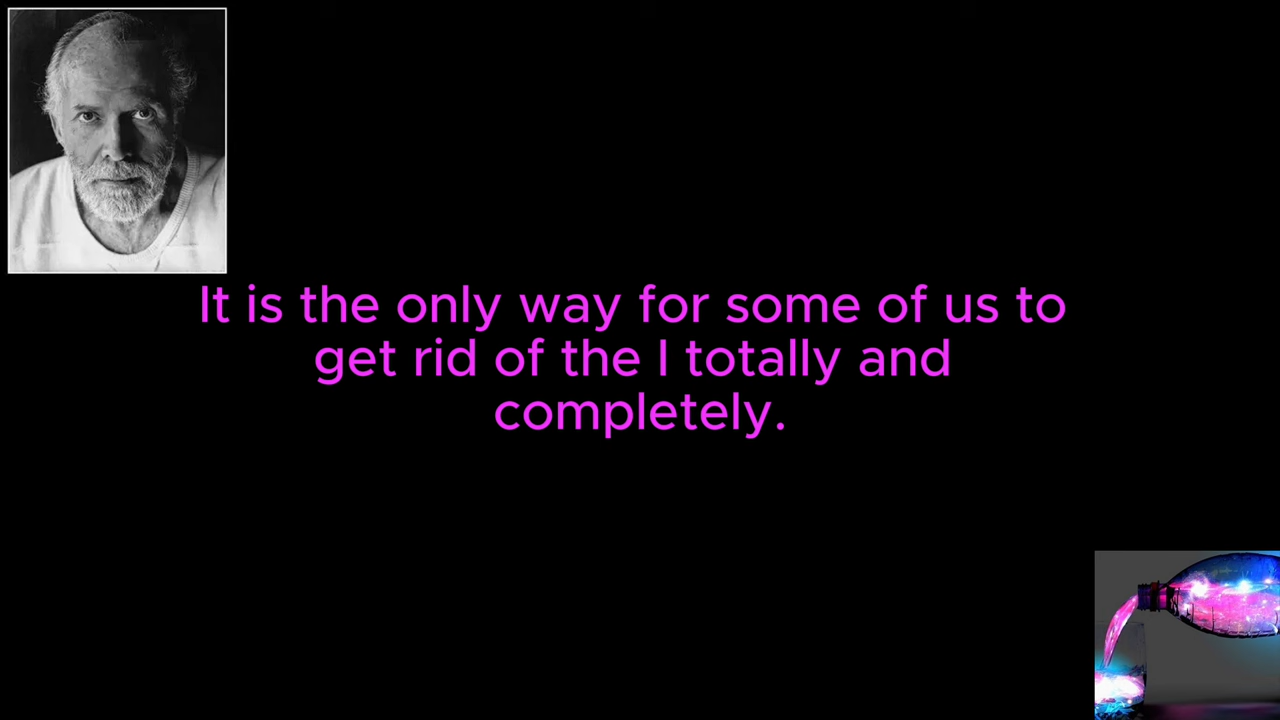 It is the only way for some of us to
get rid of the I totally and
completely.